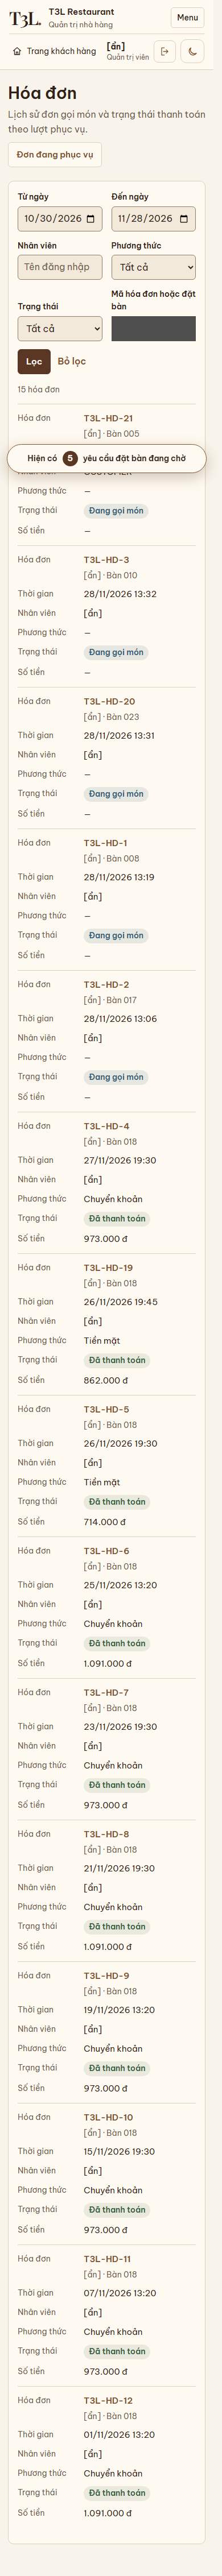 T3L.
T3L Restaurant
Quản trị nhà hàng
Menu
Trang khách hàng
[ẩn]
Quản trị viên
Hóa đơn
Lịch sử đơn gọi món và trạng thái thanh toán
theo lượt phục vụ.
Đơn đang phục vụ
Từ ngày
Đến ngày
10/30/2026
11/28/2026
Nhân viên
Phương thức
Tên đăng nhập
Tất cả
Trạng thái
Mã hóa đơn hoặc đặt
bàn
Tất cả
Lọc
Bỏ lọc
15 hóa đơn
Hóa đơn
T3L-HD-21
[ẩn] · Bàn 005
Hiện có 5 yêu cầu đặt bàn đang chờ
Phương thức
—
Trạng thái
Đang gọi món
Số tiền
—
Hóa đơn
T3L-HD-3
[ẩn] · Bàn 010
Thời gian
28/11/2026 13:32
Nhân viên
[ẩn]
Phương thức
—
Trạng thái
Đang gọi món
Số tiền
—
Hóa đơn
T3L-HD-20
[ẩn] · Bàn 023
Thời gian
28/11/2026 13:31
Nhân viên
[ẩn]
Phương thức
—
Trạng thái
Đang gọi món
Số tiền
—
Hóa đơn
T3L-HD-1
[ẩn] · Bàn 008
Thời gian
28/11/2026 13:19
Nhân viên
[ẩn]
Phương thức
—
Trạng thái
Đang gọi món
Số tiền
—
Hóa đơn
T3L-HD-2
[ẩn] · Bàn 017
Thời gian
28/11/2026 13:06
Nhân viên
[ẩn]
Phương thức
—
Trạng thái
Đang gọi món
Số tiền
—
Hóa đơn
T3L-HD-4
[ẩn] · Bàn 018
Thời gian
27/11/2026 19:30
Nhân viên
[ẩn]
Phương thức
Chuyển khoản
Trạng thái
Đã thanh toán
Số tiền
973.000 đ
Hóa đơn
T3L-HD-19
[ẩn] · Bàn 018
Thời gian
26/11/2026 19:45
Nhân viên
[ẩn]
Phương thức
Tiền mặt
Trạng thái
Đã thanh toán
Số tiền
862.000 đ
Hóa đơn
T3L-HD-5
[ẩn] · Bàn 018
Thời gian
26/11/2026 19:30
Nhân viên
[ẩn]
Phương thức
Tiền mặt
Trạng thái
Đã thanh toán
Số tiền
714.000 đ
Hóa đơn
T3L-HD-6
[ẩn] · Bàn 018
Thời gian
25/11/2026 13:20
Nhân viên
[ẩn]
Phương thức
Chuyển khoản
Trạng thái
Đã thanh toán
Số tiền
1.091.000 đ
Hóa đơn
T3L-HD-7
[ẩn] · Bàn 018
Thời gian
23/11/2026 19:30
Nhân viên
[ẩn]
Phương thức
Chuyển khoản
Trạng thái
Đã thanh toán
Số tiền
973.000 đ
Hóa đơn
T3L-HD-8
[ẩn] · Bàn 018
Thời gian
21/11/2026 19:30
Nhân viên
[ẩn]
Phương thức
Chuyển khoản
Trạng thái
Đã thanh toán
Số tiền
1.091.000 đ
Hóa đơn
T3L-HD-9
[ẩn] · Bàn 018
Thời gian
19/11/2026 13:20
Nhân viên
[ẩn]
Phương thức
Chuyển khoản
Trạng thái
Đã thanh toán
Số tiền
973.000 đ
Hóa đơn
T3L-HD-10
[ẩn] · Bàn 018
Thời gian
15/11/2026 19:30
Nhân viên
[ẩn]
Phương thức
Chuyển khoản
Trạng thái
Đã thanh toán
Số tiền
973.000 đ
Hóa đơn
T3L-HD-11
[ẩn] · Bàn 018
Thời gian
07/11/2026 13:20
Nhân viên
[ẩn]
Phương thức
Chuyển khoản
Trạng thái
Đã thanh toán
Số tiền
973.000 đ
Hóa đơn
T3L-HD-12
[ẩn] · Bàn 018
Thời gian
01/11/2026 13:20
Nhân viên
[ẩn]
Phương thức
Chuyển khoản
Trạng thái
Đã thanh toán
Số tiền
1.091.000 đ